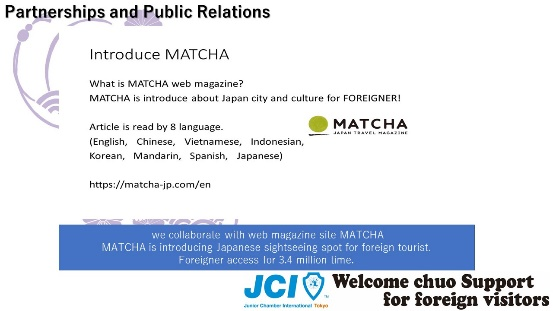 Partnerships and Public Relations
Introduce MATCHA
What is MATCHA web magazine?
MATCHA is introduce about Japan city and culture for FOREIGNER!
Article is read by 8 language.
(English, Chinese, Vietnamese, Indonesian,
Korean, Mandarin, Spanish, Japanese)
MATCHA
JAPAN TRAVEL MAGAZINE
https://matcha-jp.com/en
we collaborate with web magazine site MATCHA
MATCHA is introducing Japanese sightseeing spot for foreign tourist.
Foreigner access for 3.4 million time.
JCI
Junior Chamber International Tokyo
Welcome chuo Support
for foreign visitors